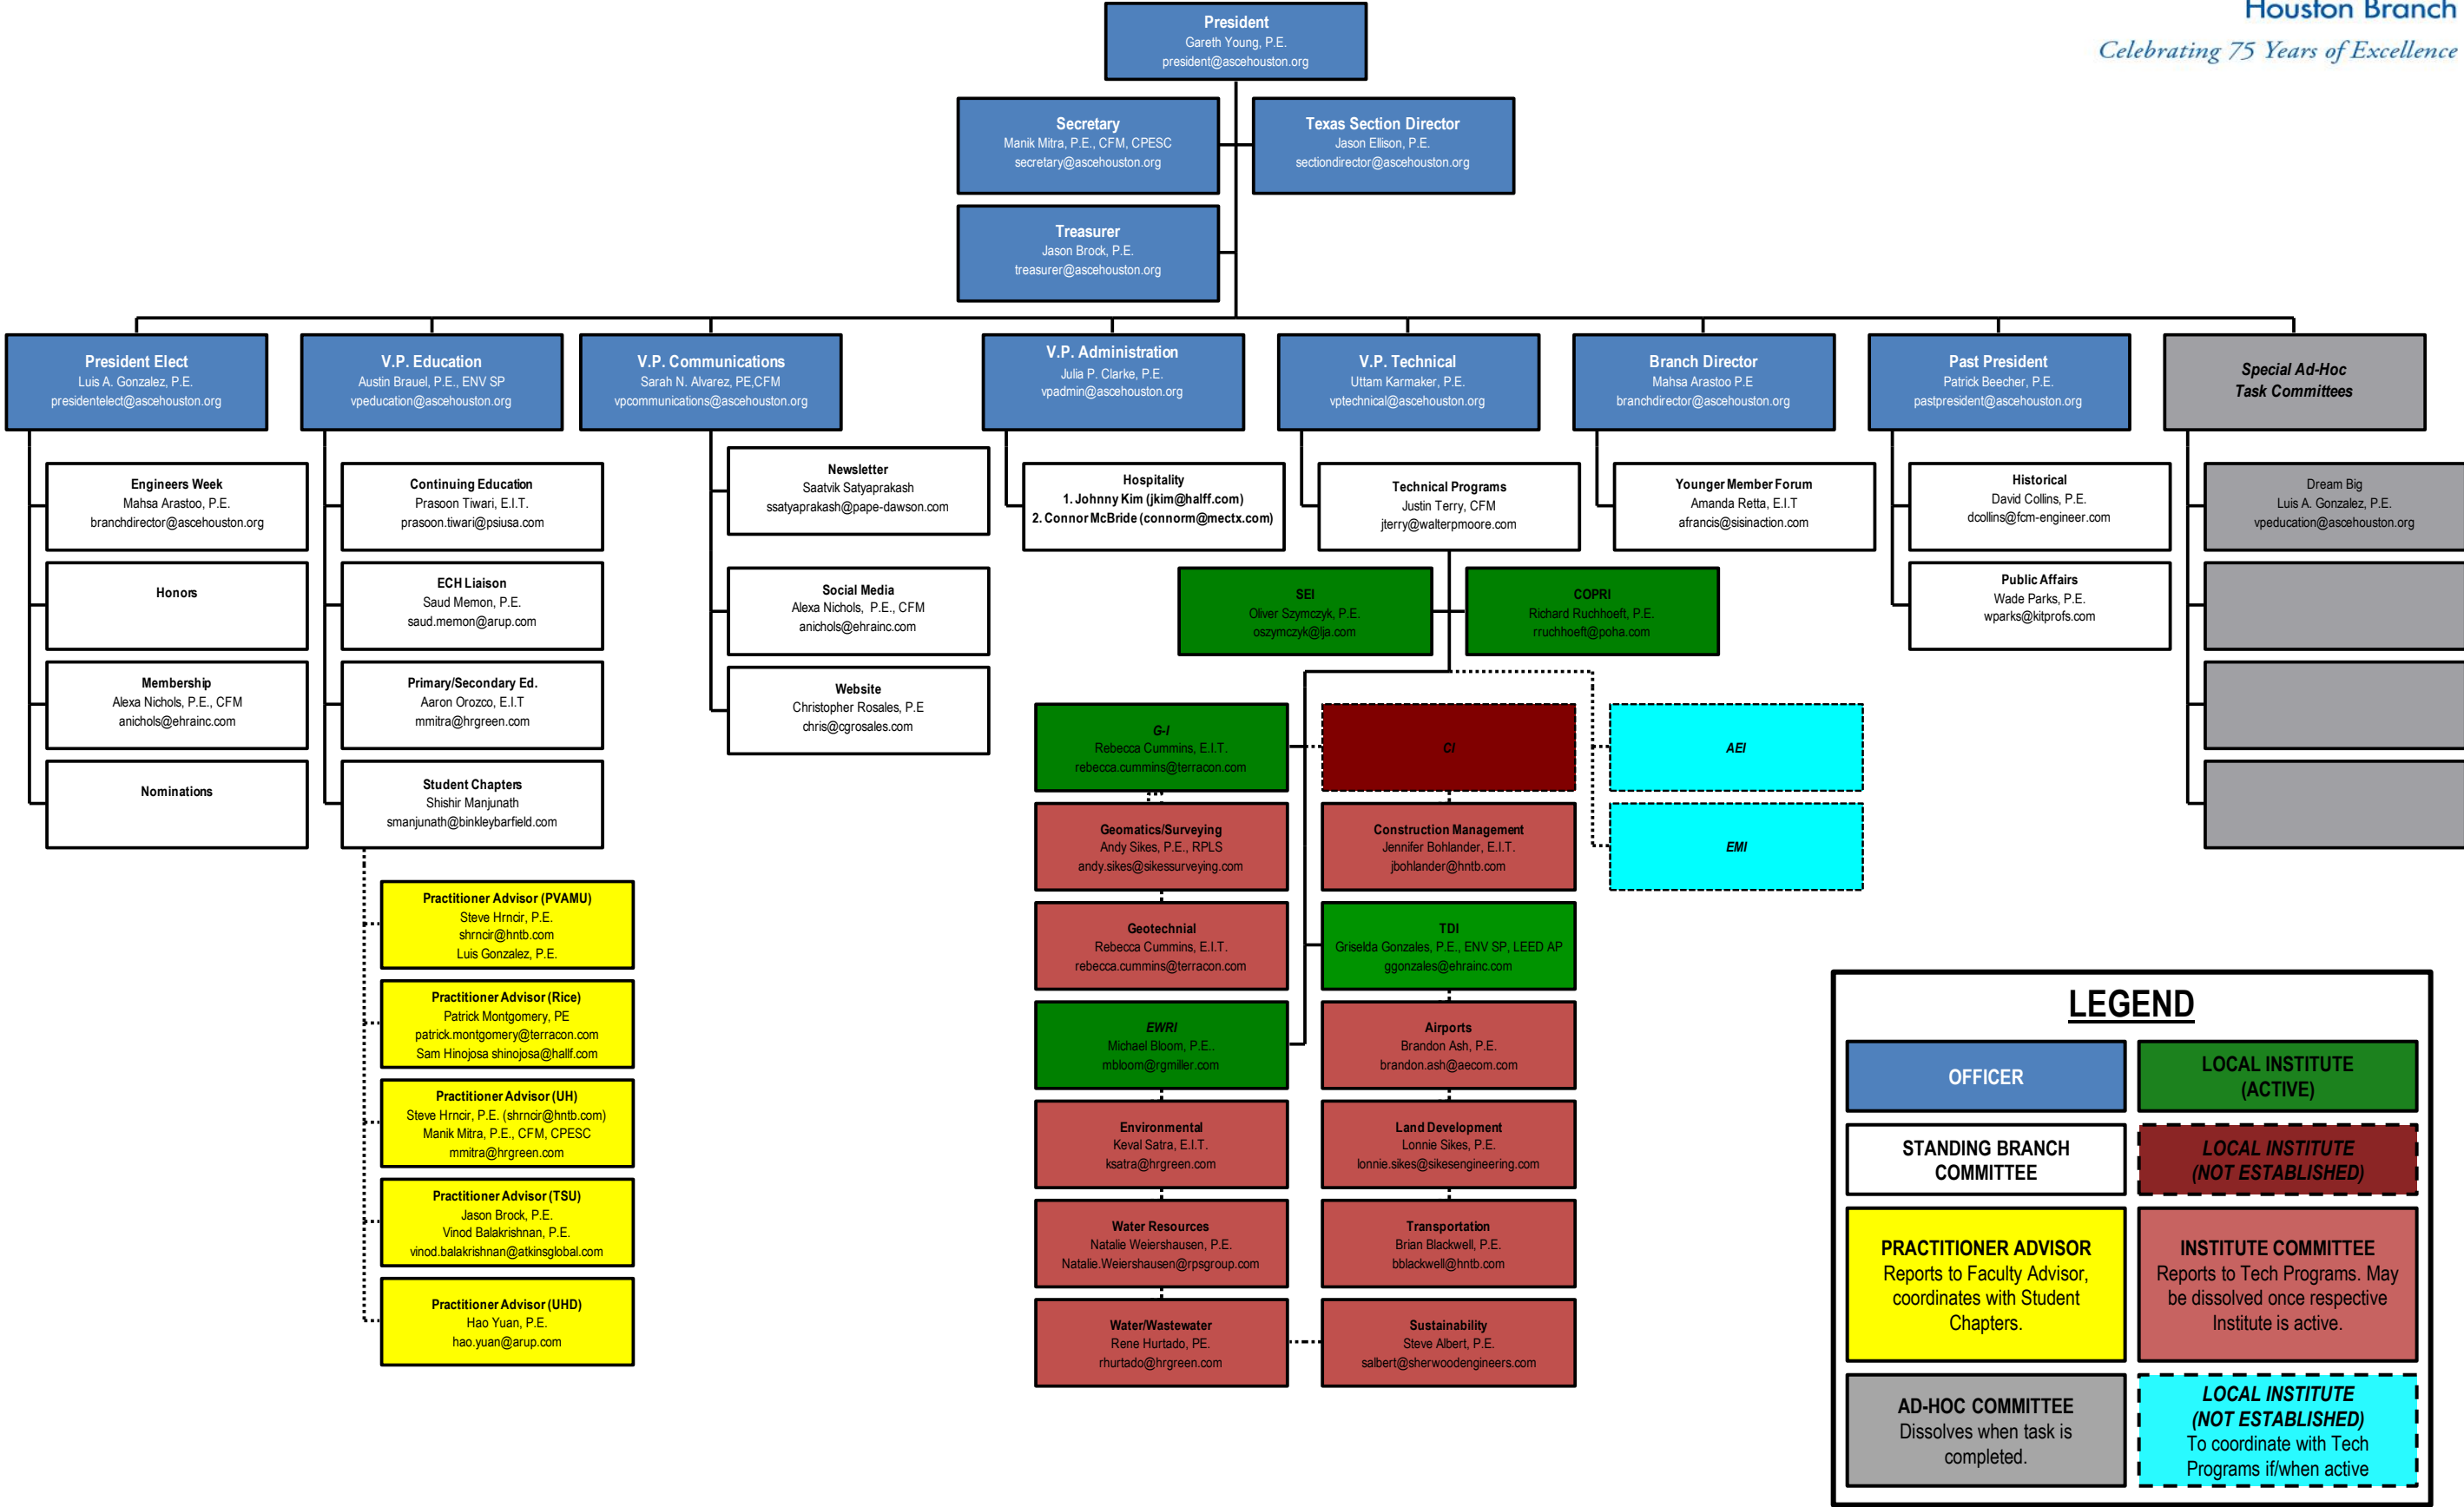 Houston Branch
Celebrating 75 Years of Excellence
President
Gareth Young, P.E.
president@ascehouston.org
Secretary
Manik Mitra, P.E., CFM, CPESC
secretary@ascehouston.org
Texas Section Director
Jason Ellison, P.E.
sectiondirector@ascehouston.org
Treasurer
Jason Brock, P.E.
treasurer@ascehouston.org
President Elect
Luis A. Gonzalez, P.E.
presidentelect@ascehouston.org
V.P. Education
Austin Brauel, P.E., ENV SP
vpeducation@ascehouston.org
V.P. Communications
Sarah N. Alvarez, PE,CFM
vpcommunications@ascehouston.org
V.P. Administration
Julia P. Clarke, P.E.
vpadmin@ascehouston.org
V.P. Technical
Uttam Karmaker, P.E.
vptechnical@ascehouston.org
Branch Director
Mahsa Arastoo P.E
branchdirector@ascehouston.org
Past President
Patrick Beecher, P.E.
pastpresident@ascehouston.org
Special Ad-Hoc
Task Committees
Engineers Week
Mahsa Arastoo, P.E.
branchdirector@ascehouston.org
Honors
Membership
Alexa Nichols, P.E., CFM
anichols@ehrainc.com
Nominations
Continuing Education
Prasoon Tiwari, E.I.T.
prasoon.tiwari@psiusa.com
ECH Liaison
Saud Memon, P.E.
saud.memon@arup.com
Primary/Secondary Ed.
Aaron Orozco, E.I.T
mmitra@hrgreen.com
Student Chapters
Shishir Manjunath
smanjunath@binkleybarfield.com
Practitioner Advisor (PVAMU)
Steve Hrncir, P.E.
shrncir@hntb.com
Luis Gonzalez, P.E.
Practitioner Advisor (Rice)
Patrick Montgomery, PE
patrick.montgomery@terracon.com
Sam Hinojosa shinojosa@hallf.com
Practitioner Advisor (UH)
Steve Hrncir, P.E. (shrncir@hntb.com)
Manik Mitra, P.E., CFM, CPESC
mmitra@hrgreen.com
Practitioner Advisor (TSU)
Jason Brock, P.E.
Vinod Balakrishnan, P.E.
vinod.balakrishnan@atkinsglobal.com
Practitioner Advisor (UHD)
Hao Yuan, P.E.
hao.yuan@arup.com
Newsletter
Saatvik Satyaprakash
ssatyaprakash@pape-dawson.com
Social Media
Alexa Nichols, P.E., CFM
anichols@ehrainc.com
Website
Christopher Rosales, P.E
chris@cgrosales.com
Hospitality
1. Johnny Kim (jkim@halff.com)
2. Connor McBride (connorm@mectx.com)
Technical Programs
Justin Terry, CFM
jterry@walterpmoore.com
Younger Member Forum
Amanda Retta, E.I.T
afrancis@sisinaction.com
Historical
David Collins, P.E.
dcollins@fcm-engineer.com
Public Affairs
Wade Parks, P.E.
wparks@kitprofs.com
Dream Big
Luis A. Gonzalez, P.E.
vpeducation@ascehouston.org
SEI
Oliver Szymczyk, P.E.
oszymczyk@lja.com
COPRI
Richard Ruchhoeft, P.E.
rruchhoeft@poha.com
G-I
Rebecca Cummins, E.I.T.
rebecca.cummins@terracon.com
CI
AEI
Geomatics/Surveying
Andy Sikes, P.E., RPLS
andy.sikes@sikessurveying.com
Construction Management
Jennifer Bohlander, E.I.T.
jbohlander@hntb.com
EMI
Geotechnial
Rebecca Cummins, E.I.T.
rebecca.cummins@terracon.com
TDI
Griselda Gonzales, P.E., ENV SP, LEED AP
ggonzales@ehrainc.com
EWRI
Michael Bloom, P.E..
mbloom@rgmiller.com
Airports
Brandon Ash, P.E.
brandon.ash@aecom.com
Environmental
Keval Satra, E.I.T.
ksatra@hrgreen.com
Land Development
Lonnie Sikes, P.E.
lonnie.sikes@sikesengineering.com
Water Resources
Natalie Weiershausen, P.E.
Natalie.Weiershausen@rpsgroup.com
Transportation
Brian Blackwell, P.E.
bblackwell@hntb.com
Water/Wastewater
Rene Hurtado, PE.
rhurtado@hrgreen.com
Sustainability
Steve Albert, P.E.
salbert@sherwoodengineers.com
LEGEND
OFFICER
LOCAL INSTITUTE
(ACTIVE)
STANDING BRANCH
COMMITTEE
LOCAL INSTITUTE
(NOT ESTABLISHED)
PRACTITIONER ADVISOR
Reports to Faculty Advisor,
coordinates with Student
Chapters.
INSTITUTE COMMITTEE
Reports to Tech Programs. May
be dissolved once respective
Institute is active.
AD-HOC COMMITTEE
Dissolves when task is
completed.
LOCAL INSTITUTE
(NOT ESTABLISHED)
To coordinate with Tech
Programs if/when active